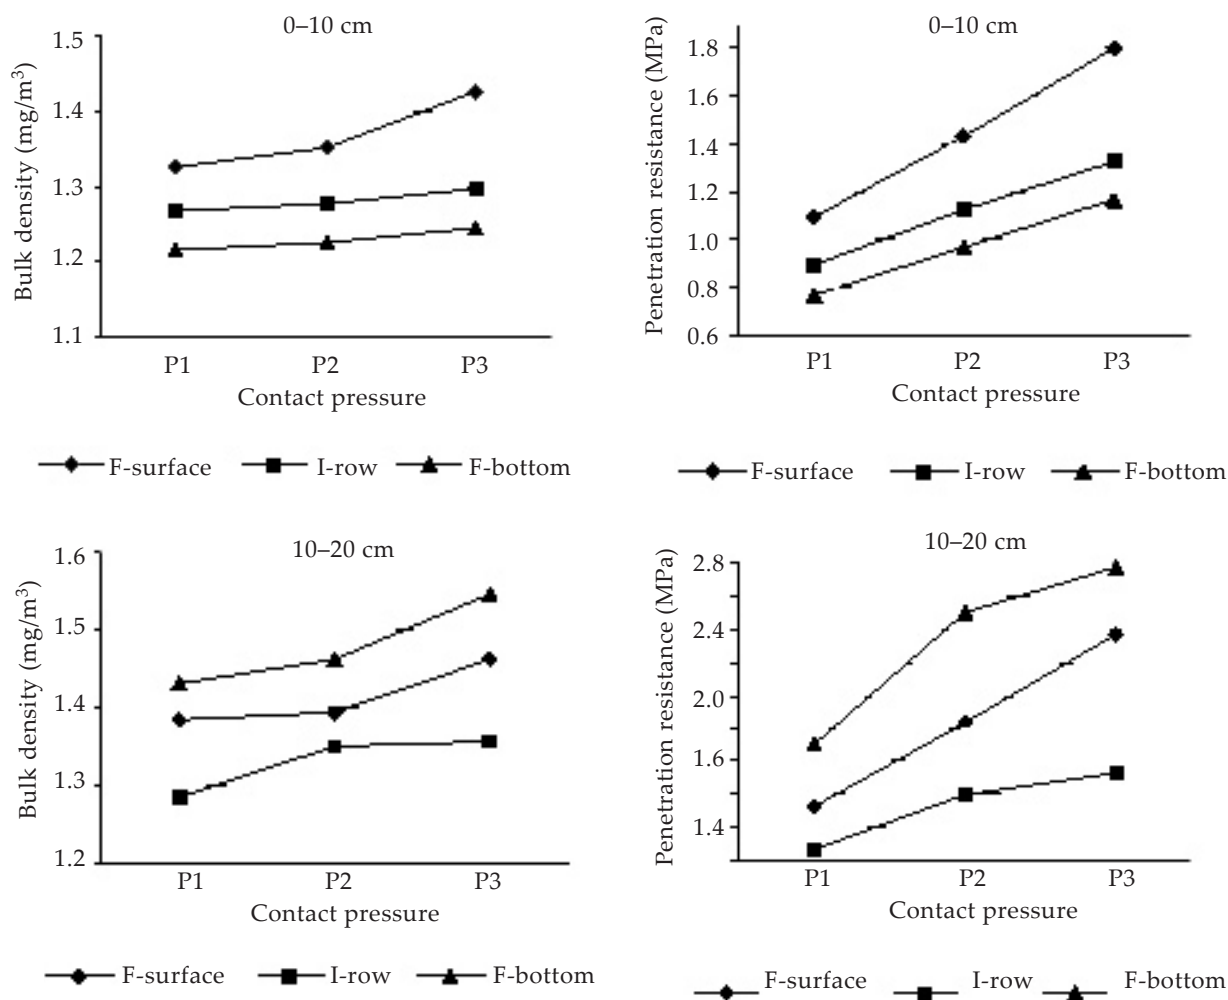 0–10 cm
Bulk density (mg/m³)
1.5
1.4
1.3
1.2
1.1
P1 P2 P3
Contact pressure
F-surface I-row F-bottom
0–10 cm
Penetration resistance (MPa)
1.8
1.6
1.4
1.2
1.0
0.8
0.6
P1 P2 P3
Contact pressure
F-surface I-row F-bottom
10–20 cm
Bulk density (mg/m³)
1.6
1.5
1.4
1.3
1.2
P1 P2 P3
Contact pressure
F-surface I-row F-bottom
10–20 cm
Penetration resistance (MPa)
2.8
2.4
2.0
1.6
1.4
P1 P2 P3
Contact pressure
F-surface I-row F-bottom